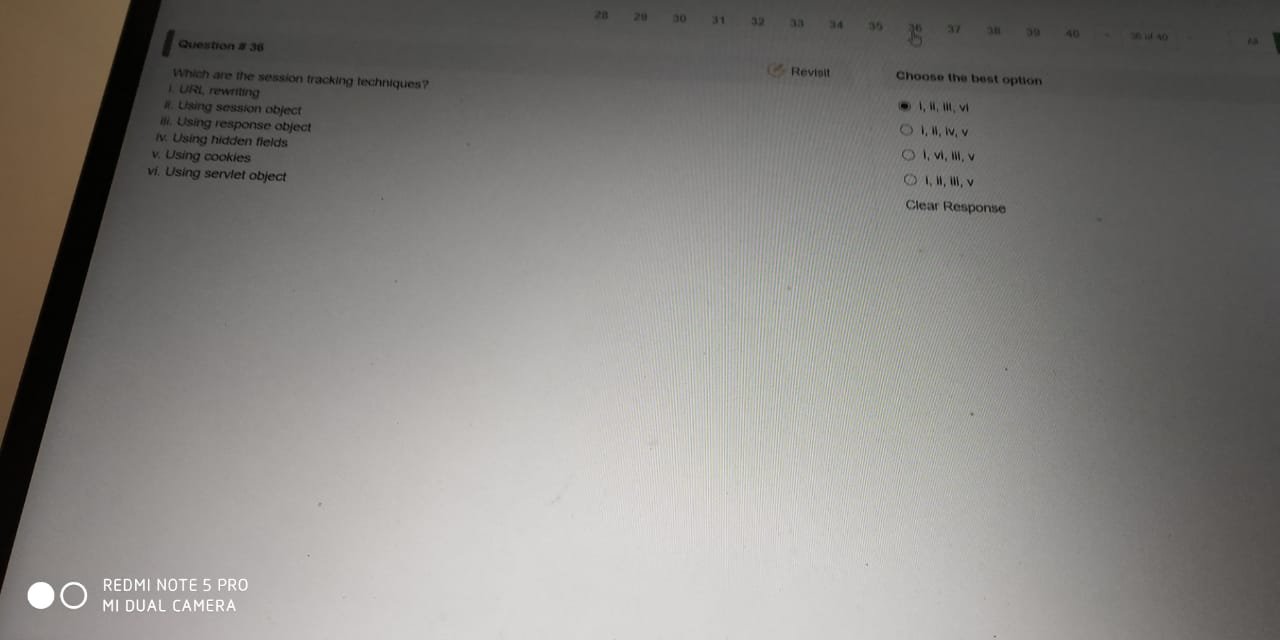 28 29 30 31 32 33 34 35 36 37 38 39 40 36 of 40
Question # 36
Revisit
Choose the best option
Which are the session tracking techniques?
i. URL rewriting
ii. Using session object
iii. Using response object
iv. Using hidden fields
v. Using cookies
vi. Using servlet object
i, ii, iii, vi
i, ii, iv, v
i, vi, iii, v
i, ii, iii, v
Clear Response
REDMI NOTE 5 PRO
MI DUAL CAMERA